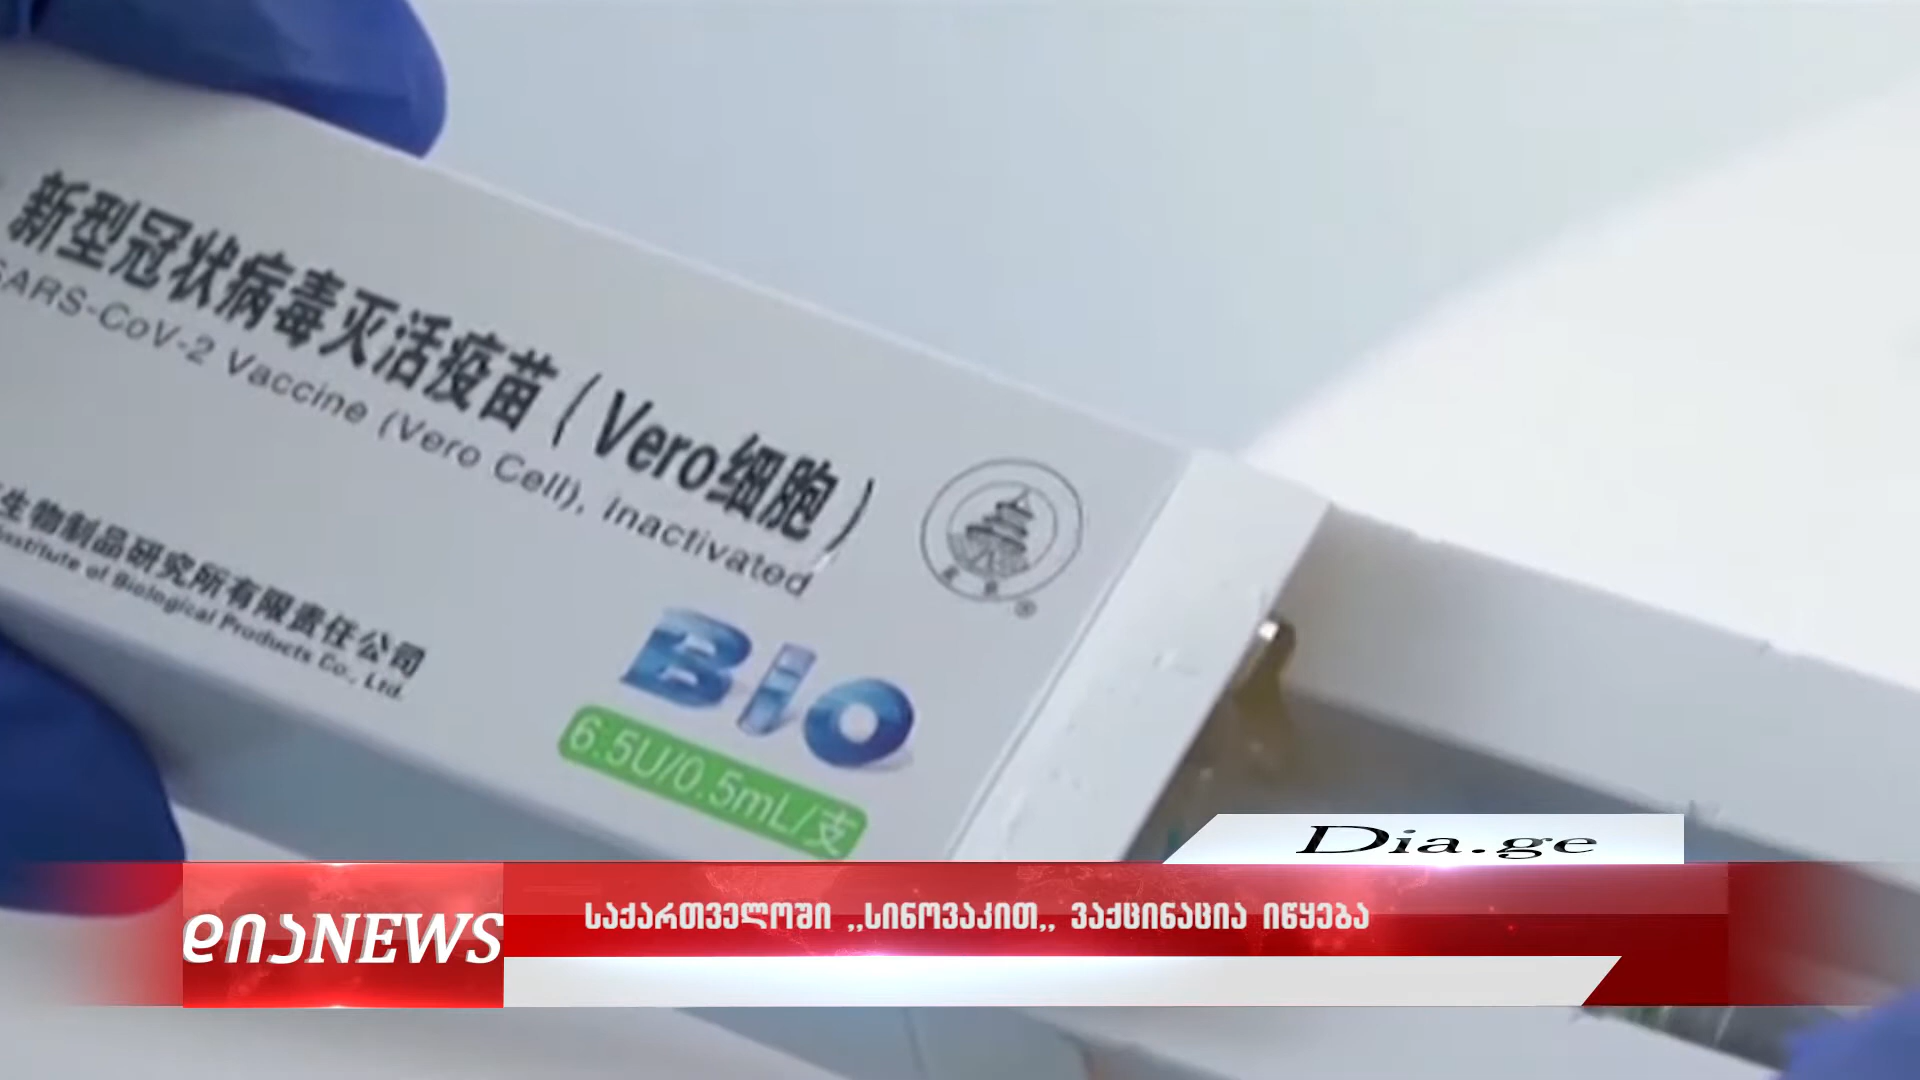 新型冠状病毒灭活疫苗（Vero细胞）
SARS-CoV-2 Vaccine (Vero Cell), Inactivated
生物制品研究所有限责任公司
Institute of Biological Products Co., Ltd.
BIO
6.5U/0.5mL/支
Dia.ge
დიანNEWS
საქართველოში ,,სინოვაკით,, ვაქცინაცია იწყება